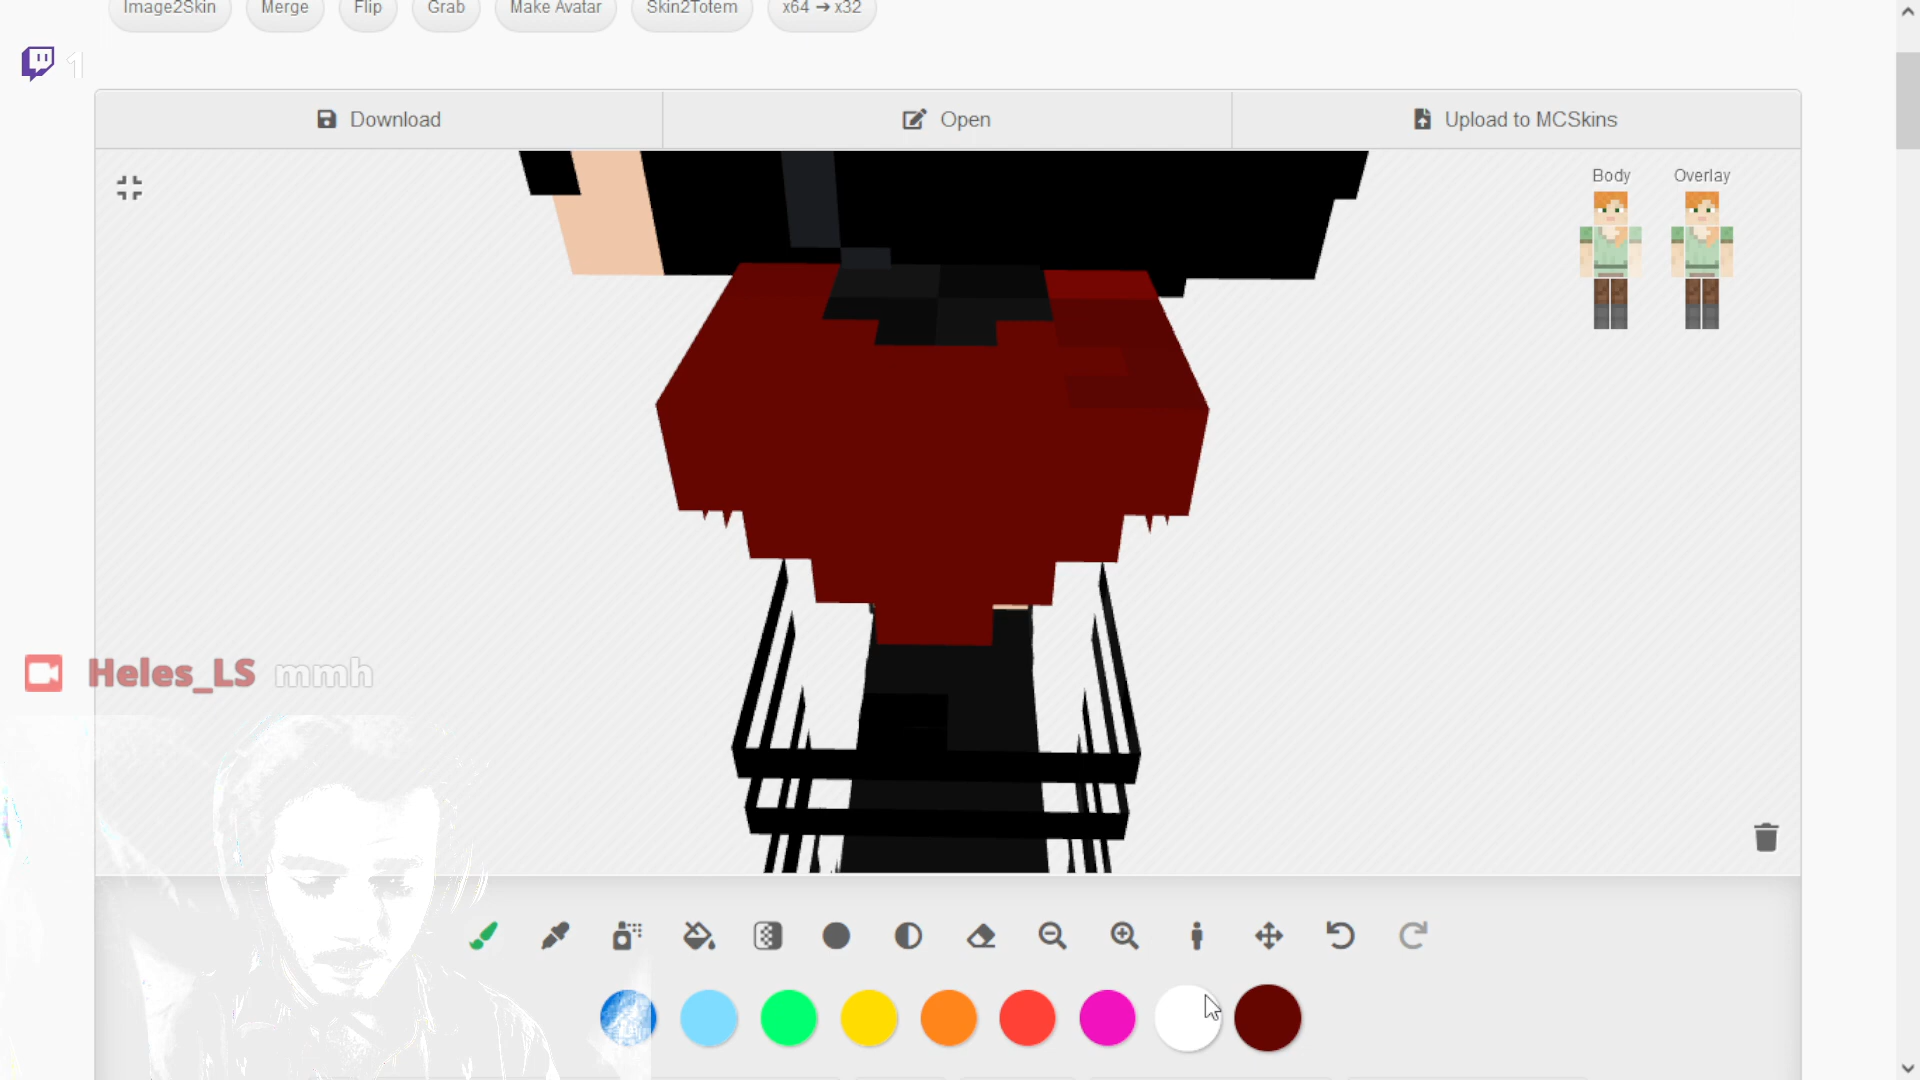 Image2Skin Merge Flip Grab Make Avatar Skin2Totem x64 → x32
1
Download Open Upload to MCSkins
Body Overlay
Heles_LS mmh